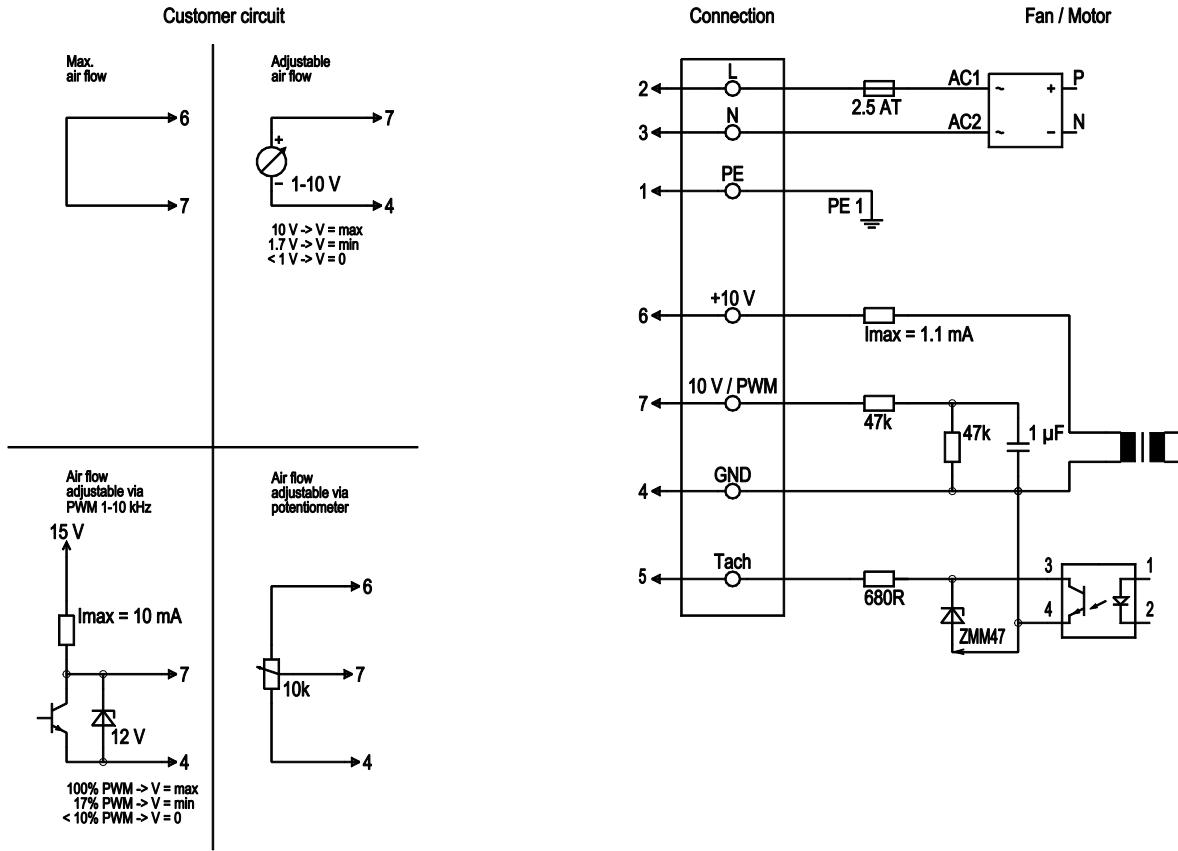 Customer circuit
Max.
air flow
6
7
Adjustable
air flow
7
+
− 1-10 V
4
10 V -> V = max
1.7 V -> V = min
< 1 V -> V = 0
Air flow
adjustable via
PWM 1-10 kHz
15 V
Imax = 10 mA
7
12 V
4
100% PWM -> V = max
17% PWM -> V = min
< 10% PWM -> V = 0
Air flow
adjustable via
potentiometer
6
7
10k
4
Connection
Fan / Motor
2
L
2.5 AT
AC1
~
+
P
3
N
AC2
~
−
N
1
PE
PE 1
6
+10 V
Imax = 1.1 mA
7
10 V / PWM
47k
47k
1 µF
4
GND
5
Tach
680R
ZMM47
3
4
1
2